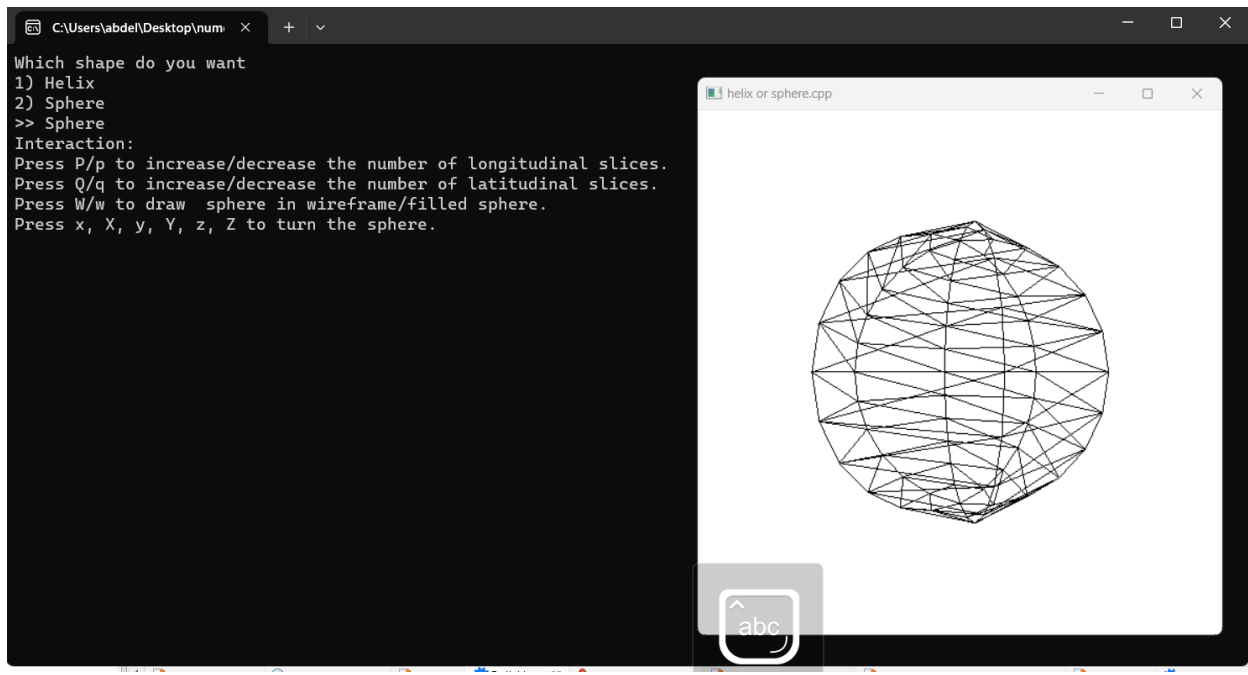 C:\Users\abdel\Desktop\num
Which shape do you want
1) Helix
2) Sphere
>> Sphere
Interaction:
Press P/p to increase/decrease the number of longitudinal slices.
Press Q/q to increase/decrease the number of latitudinal slices.
Press W/w to draw  sphere in wireframe/filled sphere.
Press x, X, y, Y, z, Z to turn the sphere.
helix or sphere.cpp
abc